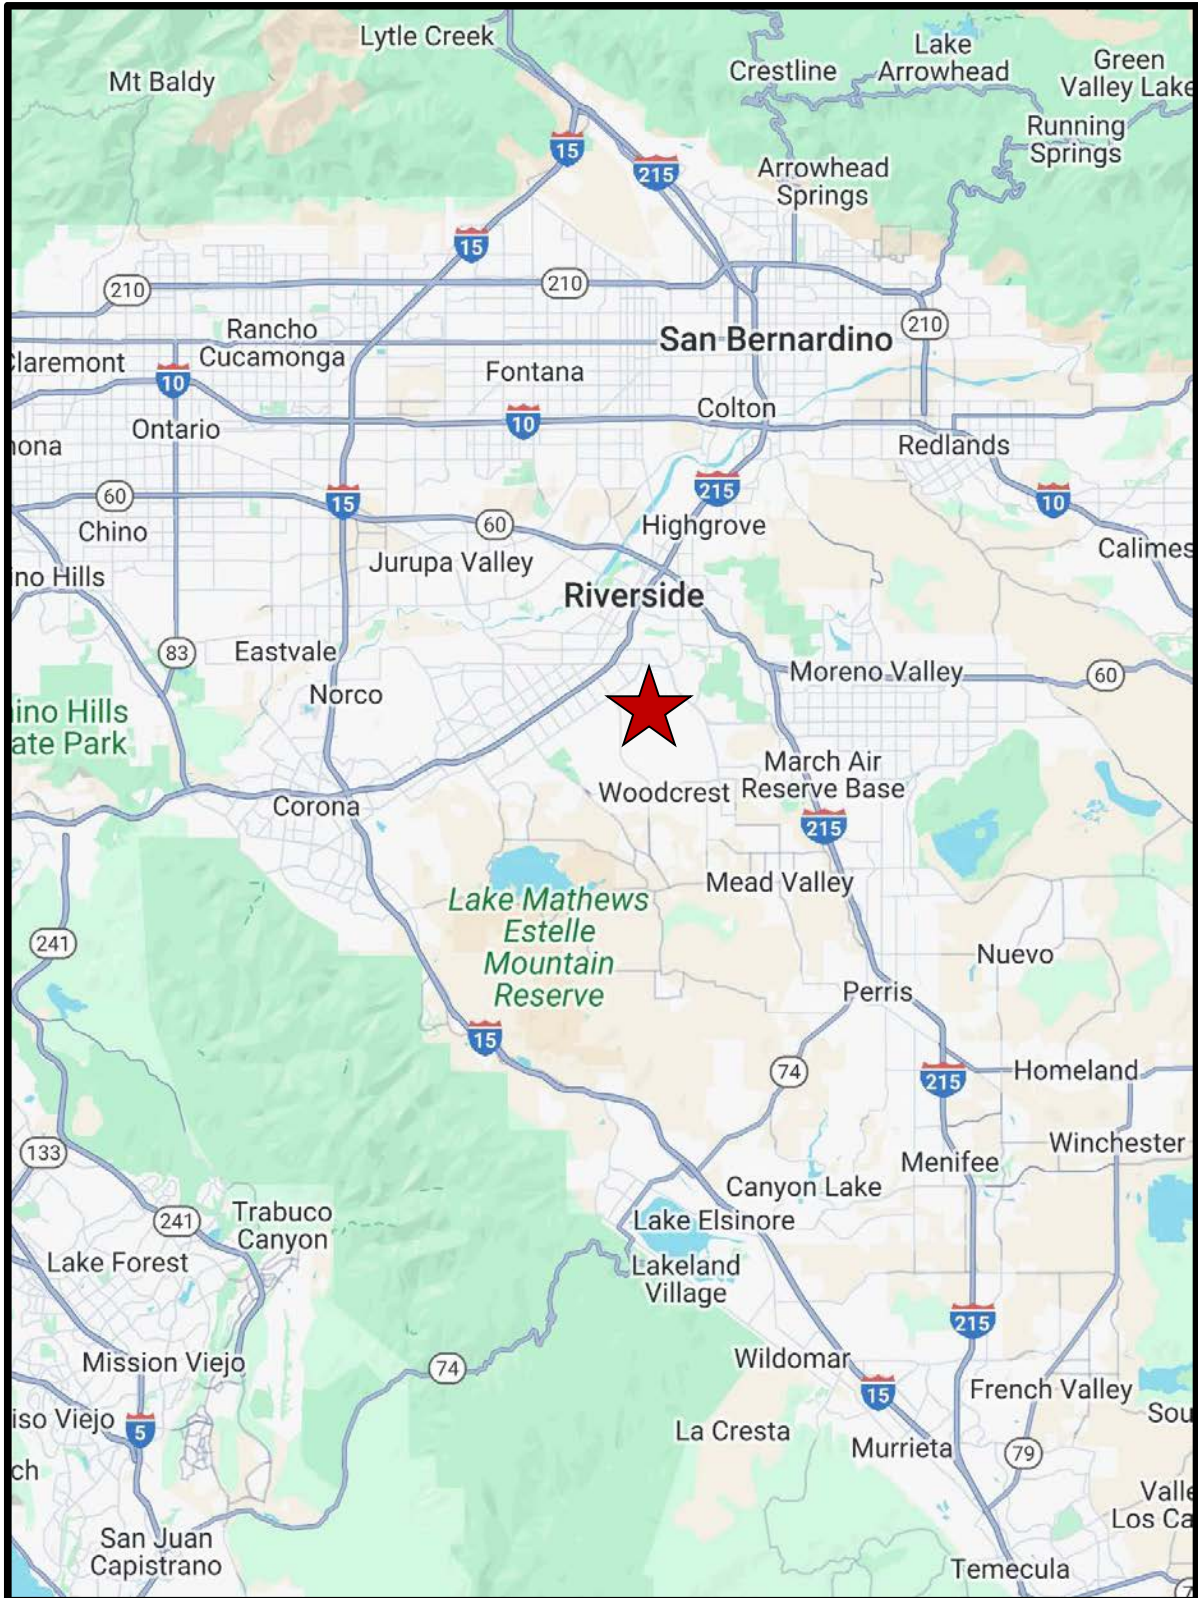 Lytle Creek
Mt Baldy
Crestline
Lake
Arrowhead
Green
Valley Lake
Running
Springs
15
215
Arrowhead
Springs
15
210
210
210
Rancho
Cucamonga
San Bernardino
Claremont
10
Fontana
10
Colton
Ontario
Redlands
nona
60
15
215
10
Chino
60
Highgrove
Jurupa Valley
Calimes
ino Hills
Riverside
83
Eastvale
Norco
Moreno Valley
60
ino Hills
ate Park
March Air
Reserve Base
Woodcrest
Corona
215
Mead Valley
Lake Mathews
Estelle
Mountain
Reserve
241
Nuevo
Perris
15
74
215
Homeland
133
Winchester
Menifee
Canyon Lake
241
Trabuco
Canyon
Lake Elsinore
Lake Forest
Lakeland
Village
215
Mission Viejo
74
Wildomar
15
French Valley
iso Viejo
5
La Cresta
Sou
Murrieta
79
ch
Valle
Los Ca
San Juan
Capistrano
Temecula
7